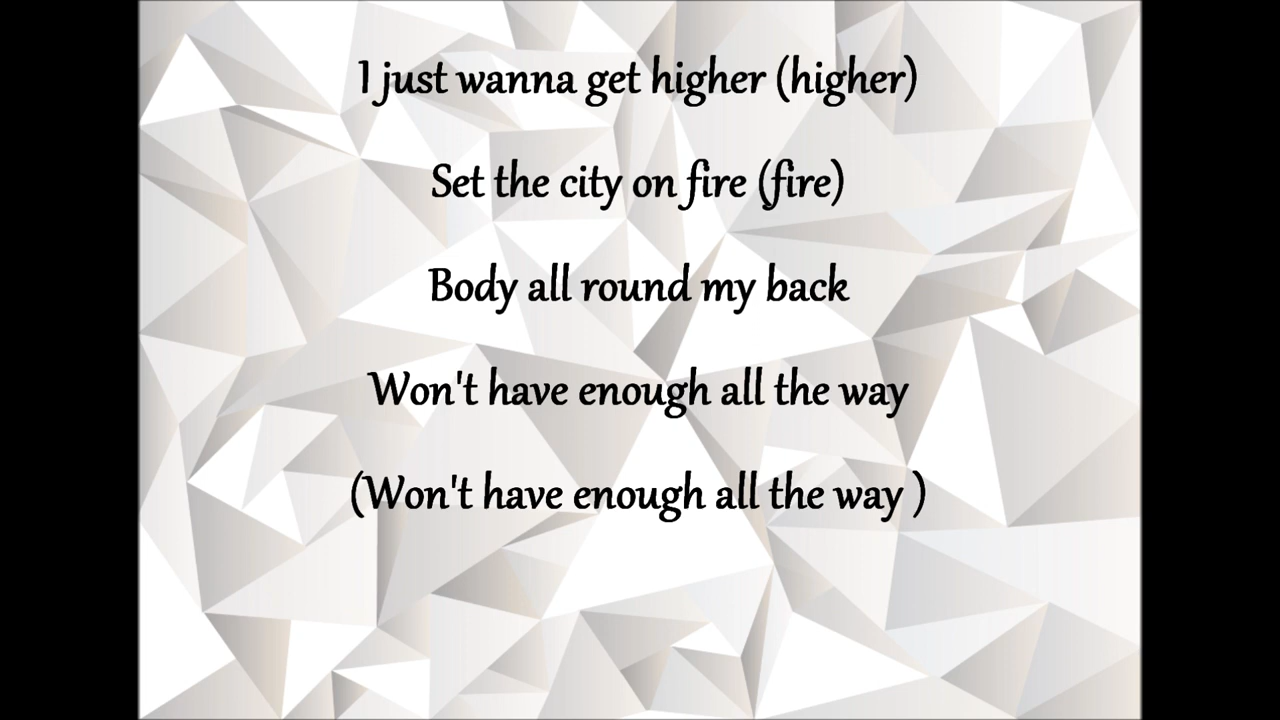 I just wanna get higher (higher)
Set the city on fire (fire)
Body all round my back
Won't have enough all the way
(Won't have enough all the way )